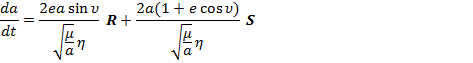 da/dt = 2ea sin υ / (√(μ/a) η) R + 2a(1 + e cos υ) / (√(μ/a) η) S